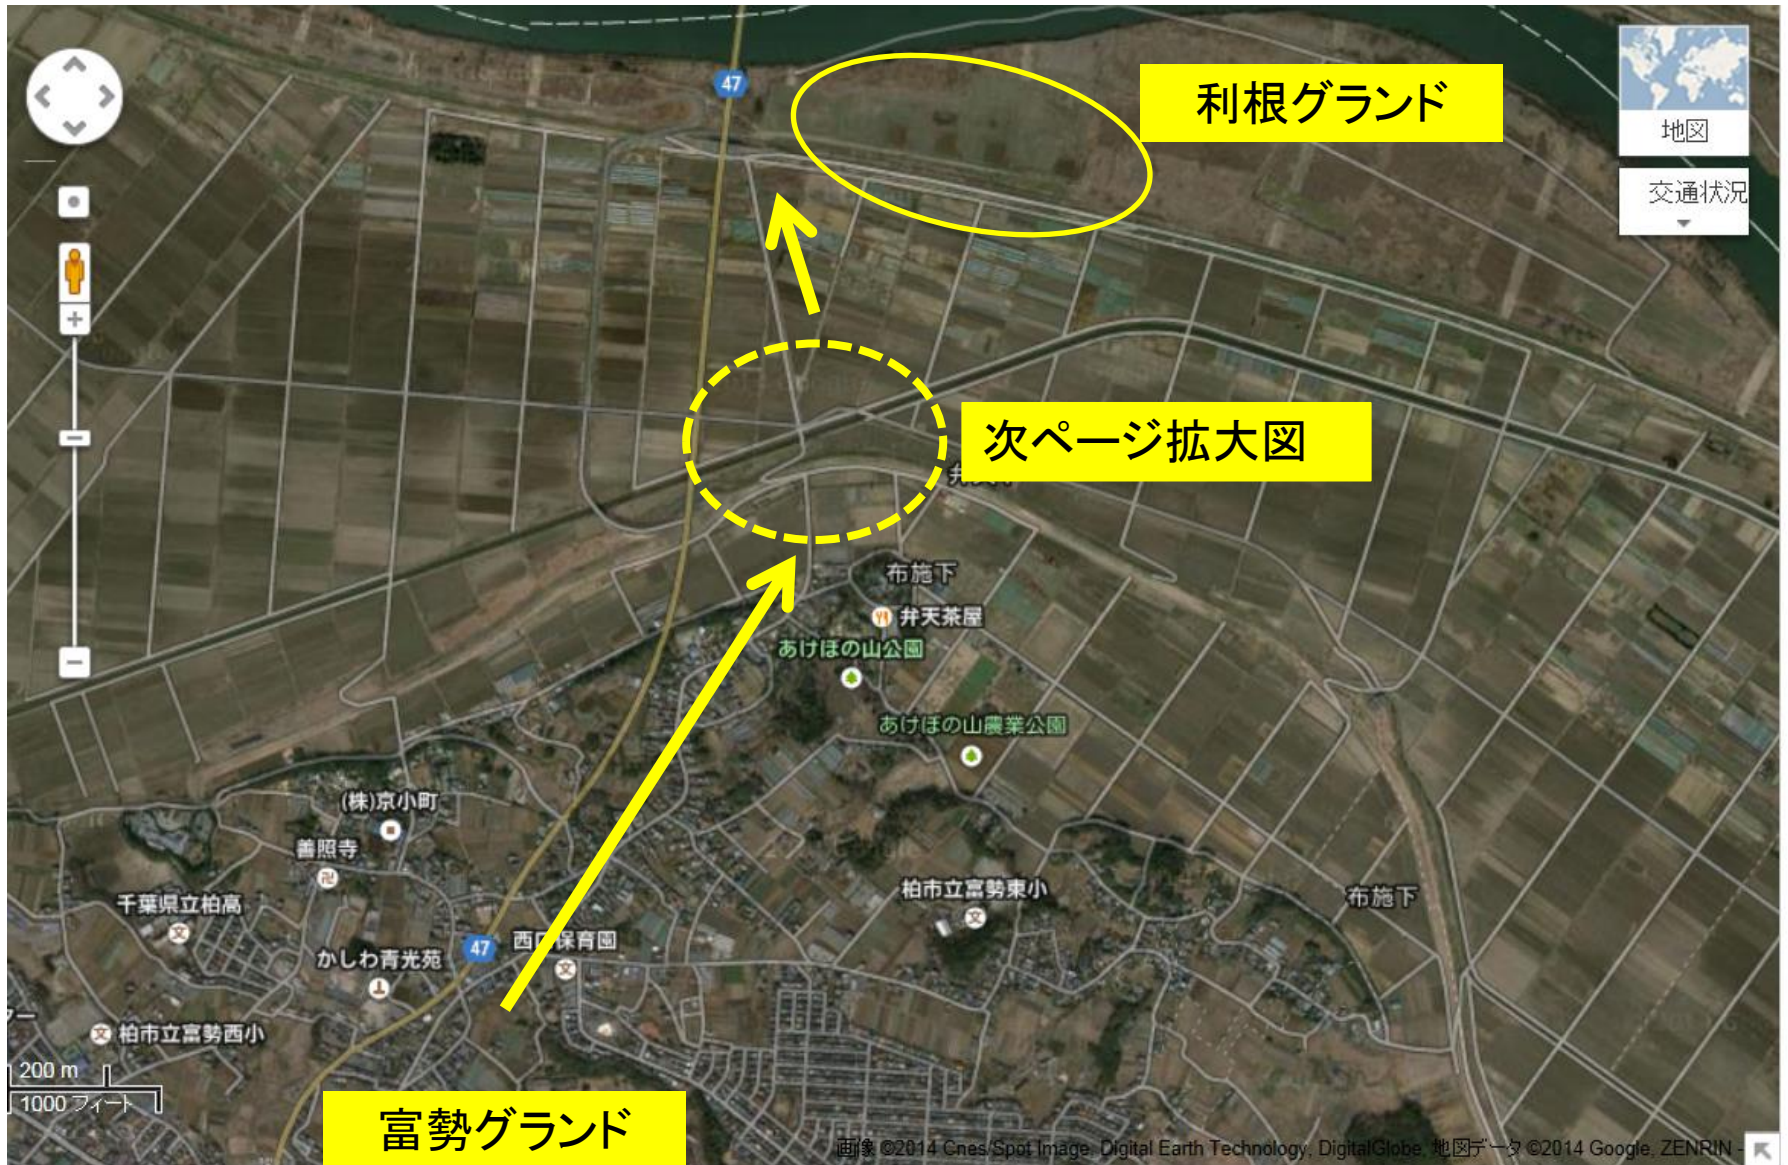 47
利根グランド
地図
交通状況
次ページ拡大図
布施下
弁天茶屋
あけぼの山公園
あけぼの山農業公園
(株)京小町
善照寺
千葉県立柏高
柏市立富勢東小
布施下
47
かしわ青光苑
柏市立富勢西小
200 m
1000 フィート
富勢グランド
画像 ©2014 Cnes/Spot Image, Digital Earth Technology, DigitalGlobe, 地図データ ©2014 Google, ZENRIN -